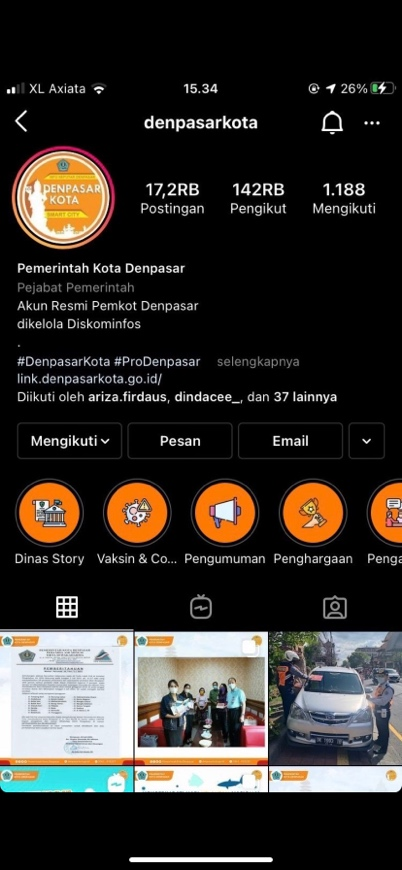 XL Axiata
15.34
26%
denpasarkota
DENPASAR
KOTA
SMART CITY
17,2RB
142RB
1.188
Postingan
Pengikut
Mengikuti
Pemerintah Kota Denpasar
Pejabat Pemerintah
Akun Resmi Pemkot Denpasar
dikelola Diskominfos
.
#DenpasarKota #ProDenpasar selengkapnya
link.denpasarkota.go.id/
Diikuti oleh ariza.firdaus, dindacee_, dan 37 lainnya
Mengikuti
Pesan
Email
Dinas Story
Vaksin & Co...
Pengumuman
Penghargaan
Penga